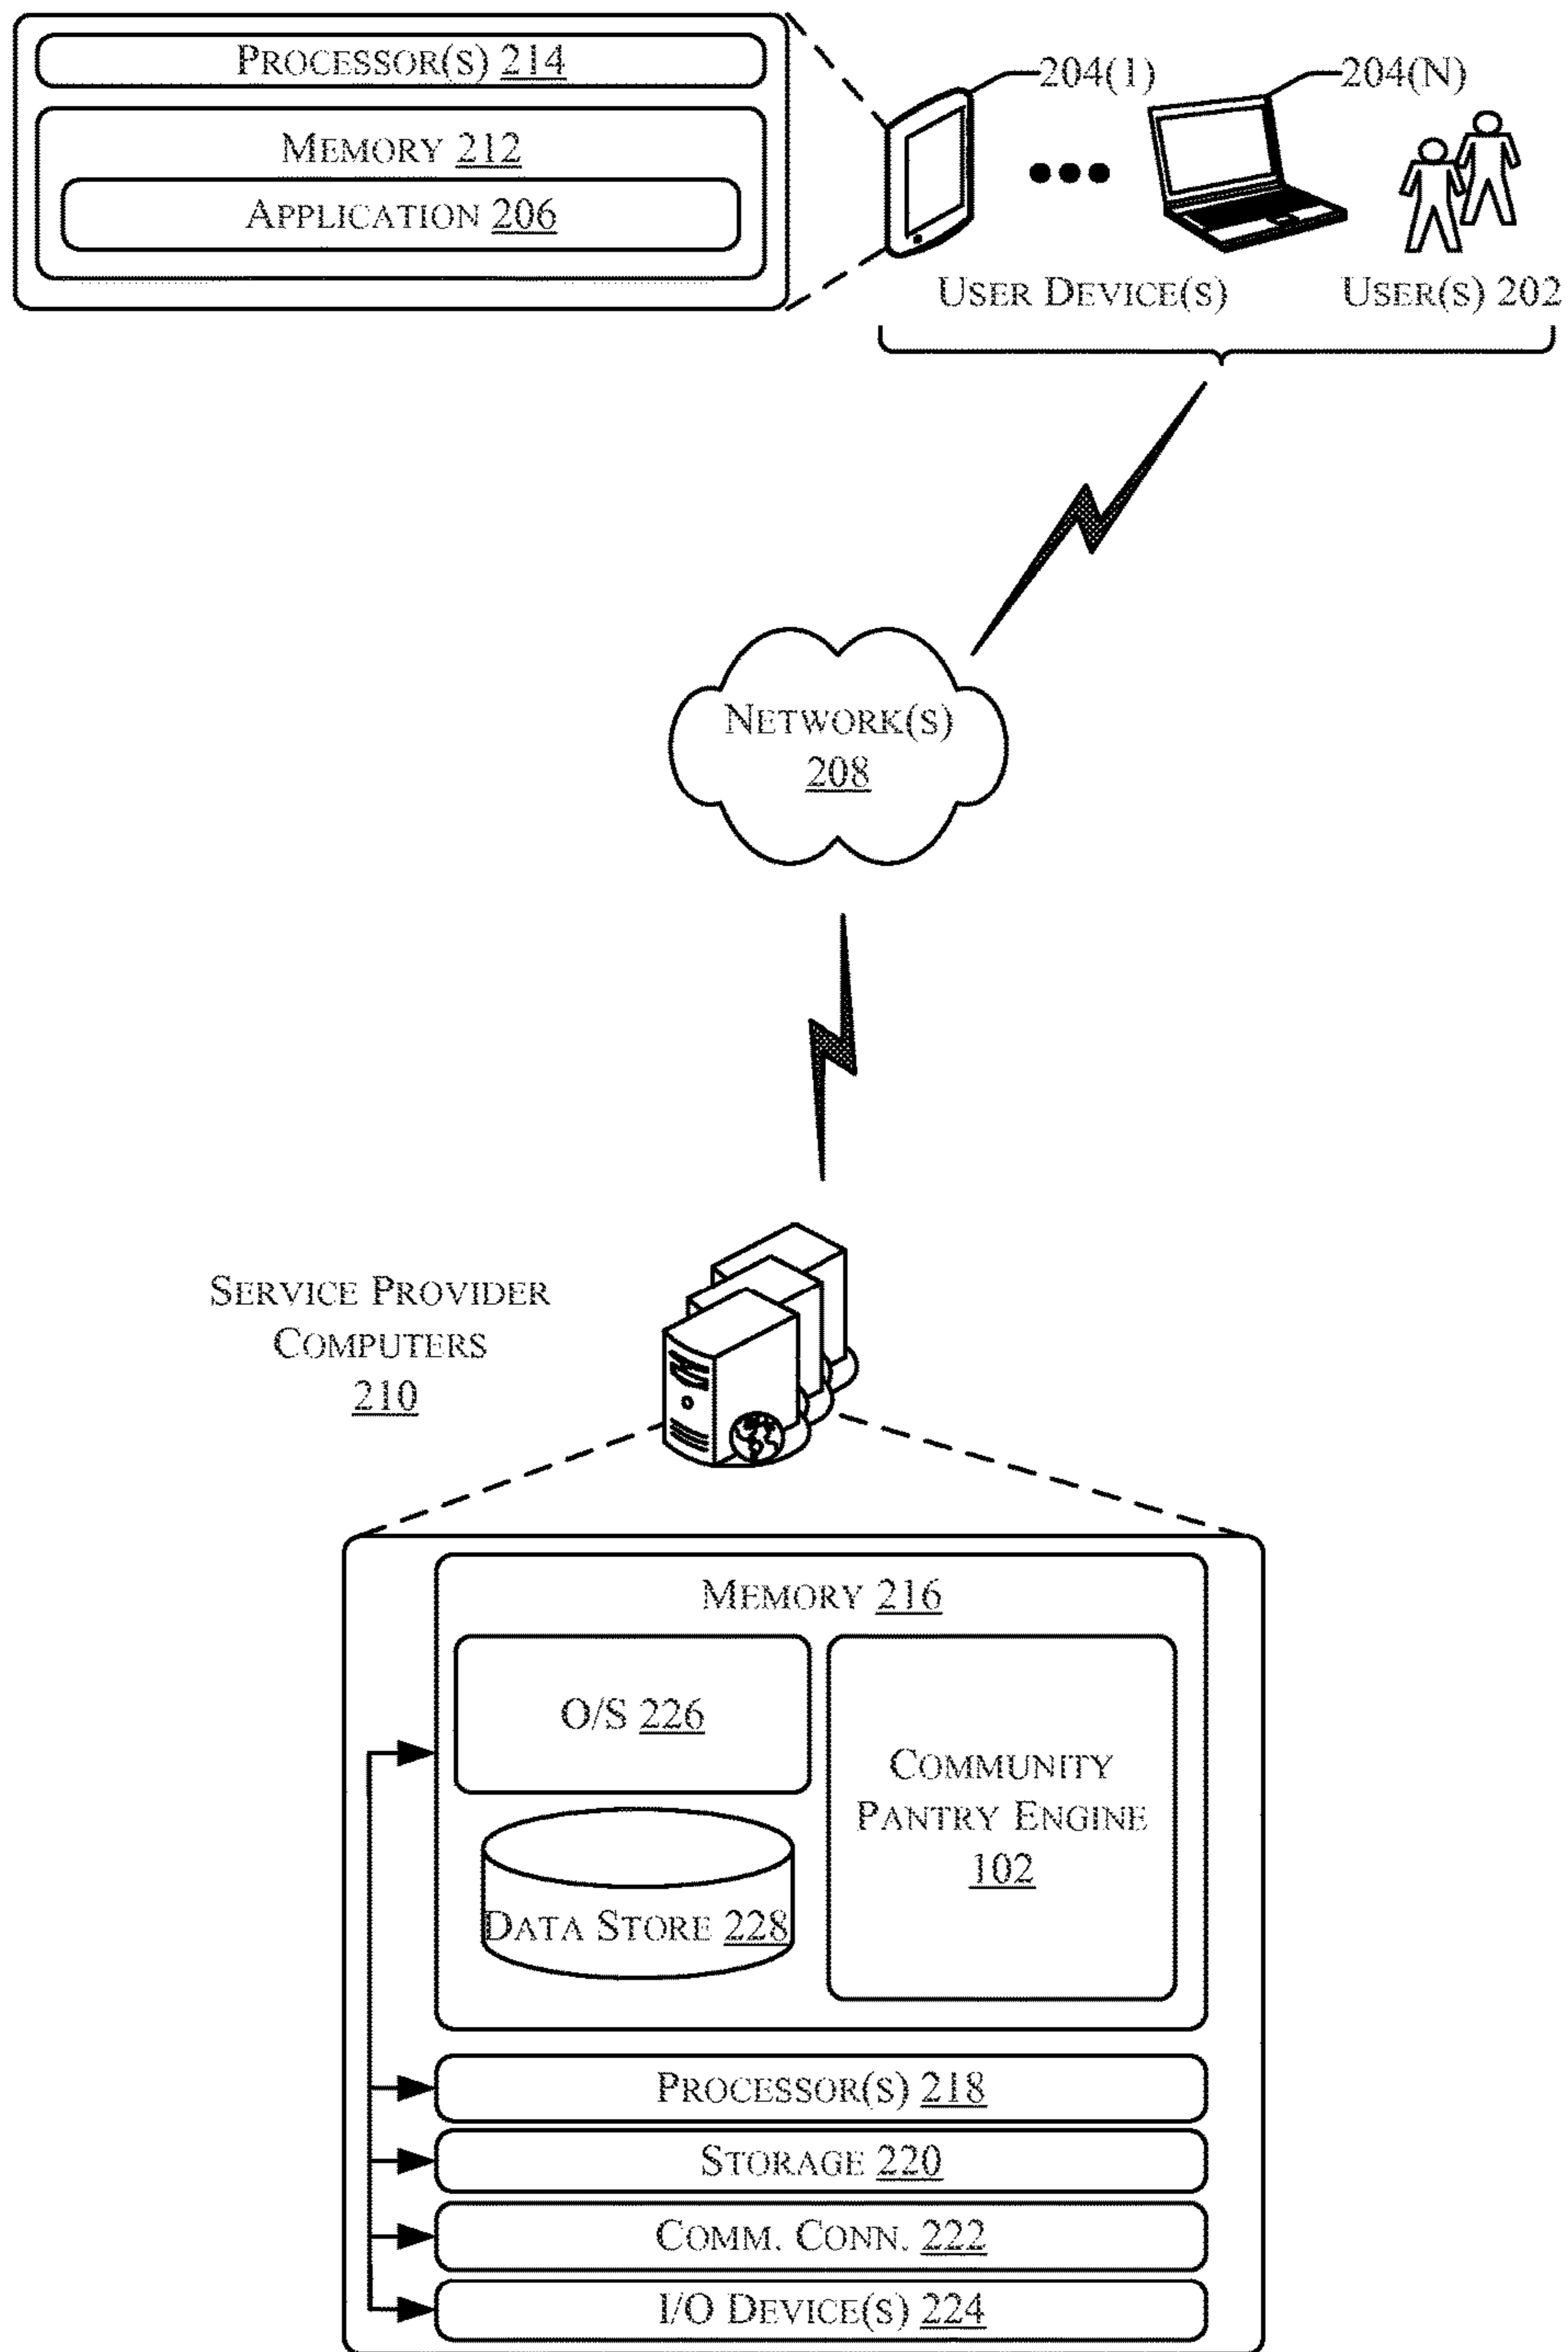 PROCESSOR(S) 214
MEMORY 212
APPLICATION 206
204(1)
204(N)
USER DEVICE(S)
USER(S) 202
NETWORK(S)
208
SERVICE PROVIDER
COMPUTERS
210
MEMORY 216
O/S 226
DATA STORE 228
COMMUNITY
PANTRY ENGINE
102
PROCESSOR(S) 218
STORAGE 220
COMM. CONN. 222
I/O DEVICE(S) 224